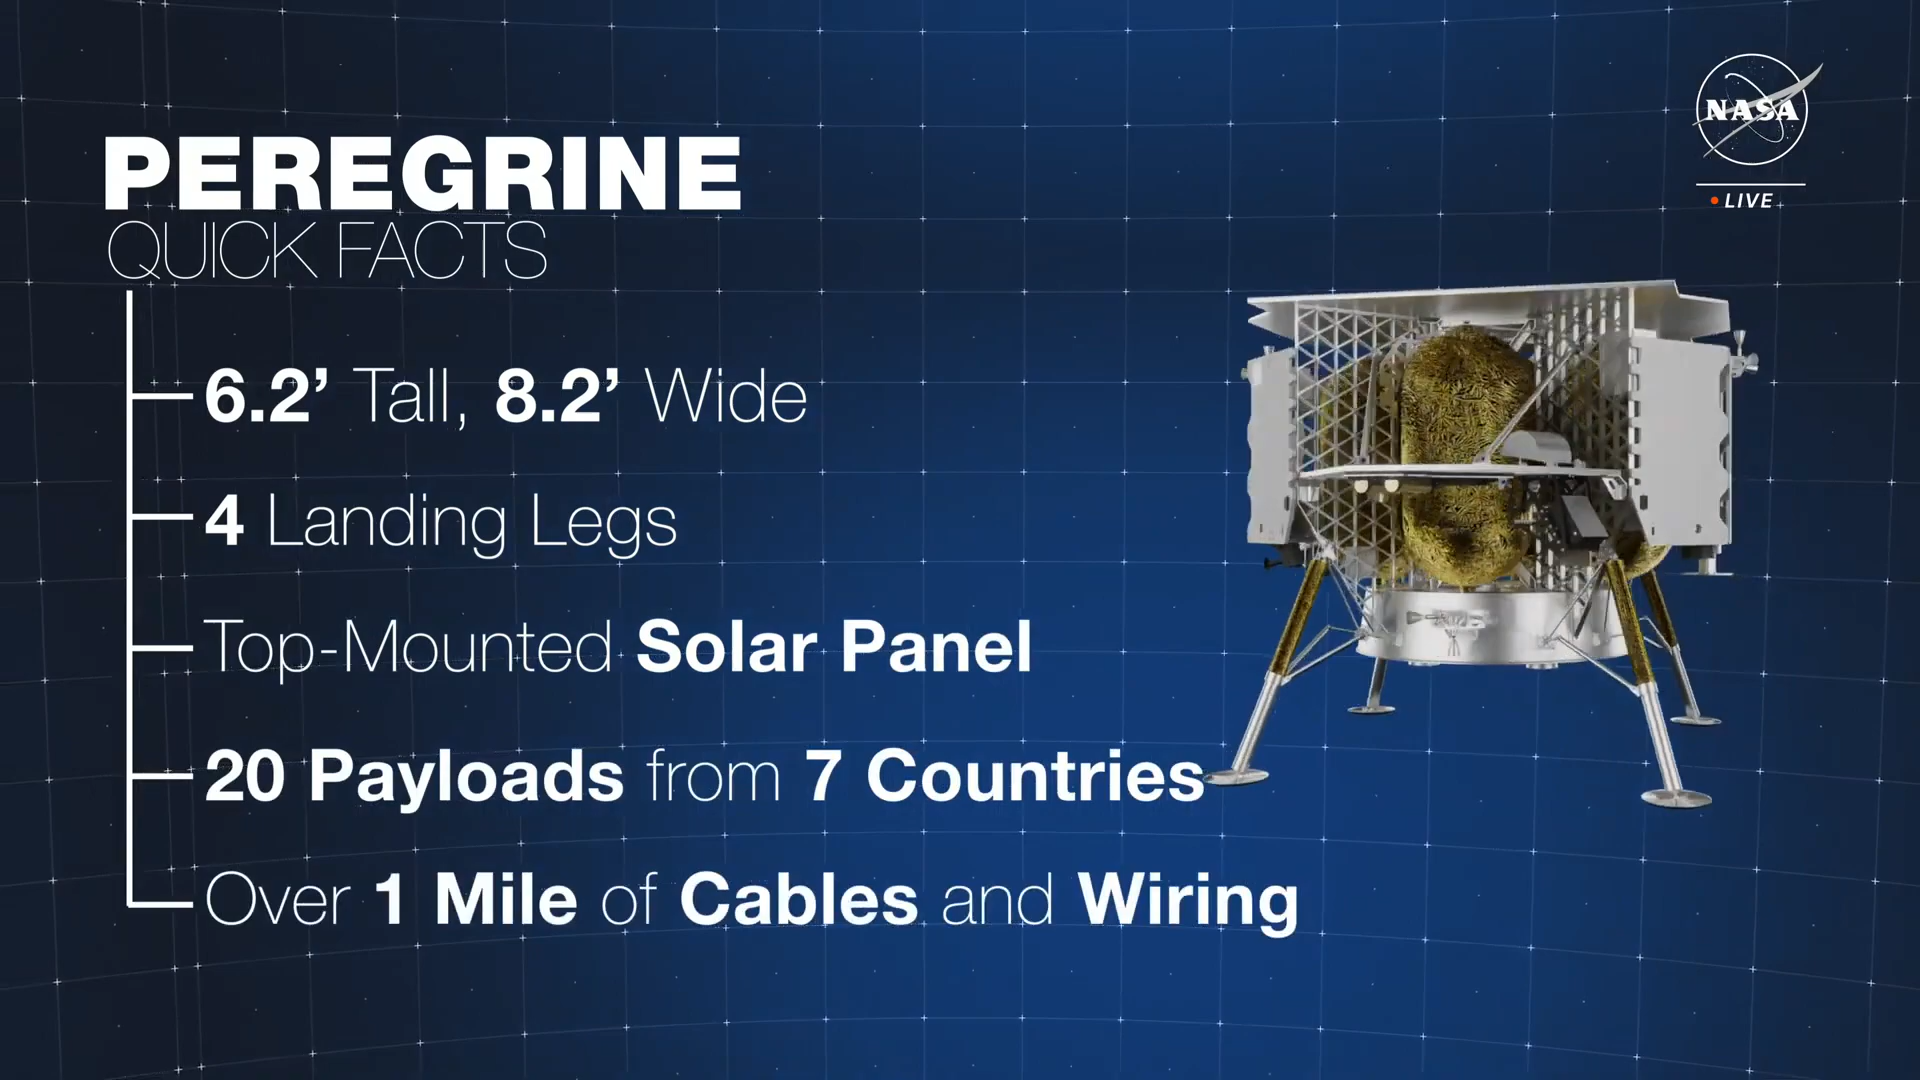 PEREGRINE
QUICK FACTS
6.2’ Tall, 8.2’ Wide
4 Landing Legs
Top-Mounted Solar Panel
20 Payloads from 7 Countries
Over 1 Mile of Cables and Wiring
NASA
LIVE